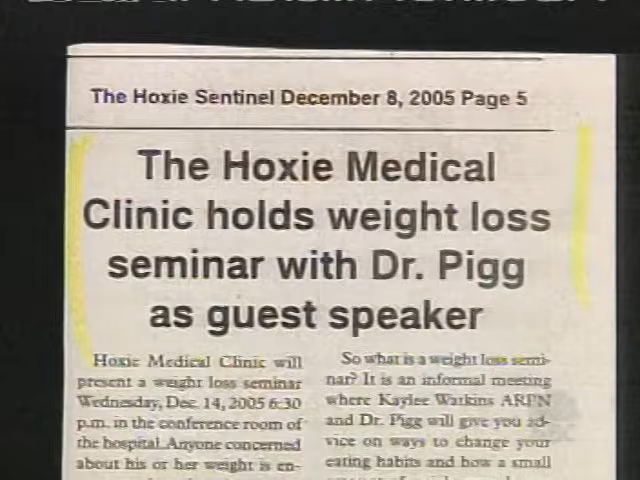 The Hoxie Sentinel December 8, 2005 Page 5
The Hoxie Medical
Clinic holds weight loss
seminar with Dr. Pigg
as guest speaker
Hoxie Medical Clinic will
present a weight loss seminar
Wednesday, Dec. 14, 2005 6:30
p.m. in the conference room of
the hospital. Anyone concerned
about his or her weight is en-
So what is a weight loss semi-
nar? It is an informal meeting
where Kaylee Watkins ARPN
and Dr. Pigg will give you ad-
vice on ways to change your
eating habits and how a small